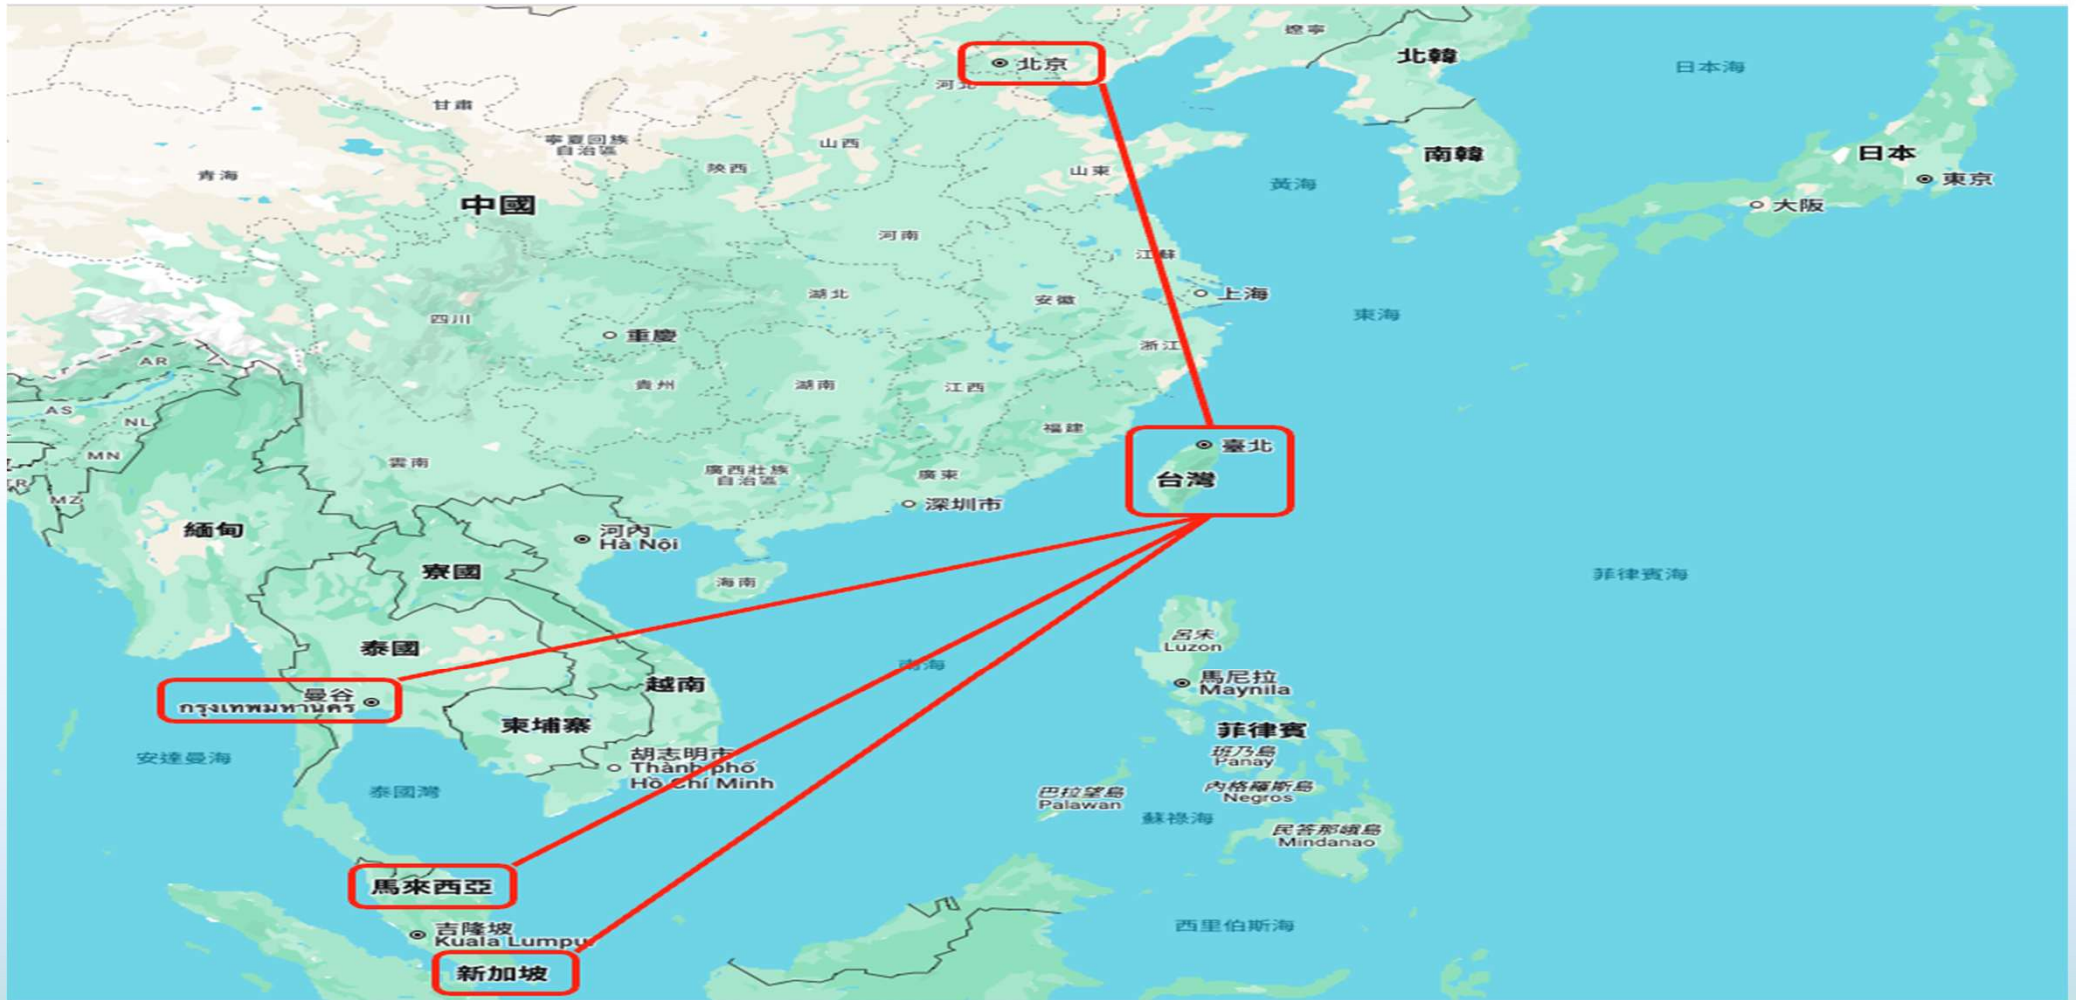 遼寧
北韓
日本海
北京
河北
甘肅
寧夏回族
自治區
山西
陝西
山東
青海
黃海
南韓
日本
東京
大阪
中國
河南
江蘇
湖北
安徽
上海
東海
四川
重慶
浙江
AR
貴州
湖南
江西
AS
NL
福建
臺北
MN
雲南
廣西壯族
自治區
廣東
台灣
MZ
深圳市
緬甸
河內
Hà Nội
寮國
海南
菲律賓海
呂宋
Luzon
泰國
南海
越南
馬尼拉
Maynila
曼谷
กรุงเทพมหานคร
柬埔寨
菲律賓
胡志明市
Thành phố
Hồ Chí Minh
班乃島
Panay
安達曼海
泰國灣
巴拉望島
Palawan
內格羅斯島
Negros
蘇祿海
民答那峨島
Mindanao
馬來西亞
吉隆坡
Kuala Lumpu
西里伯斯海
新加坡